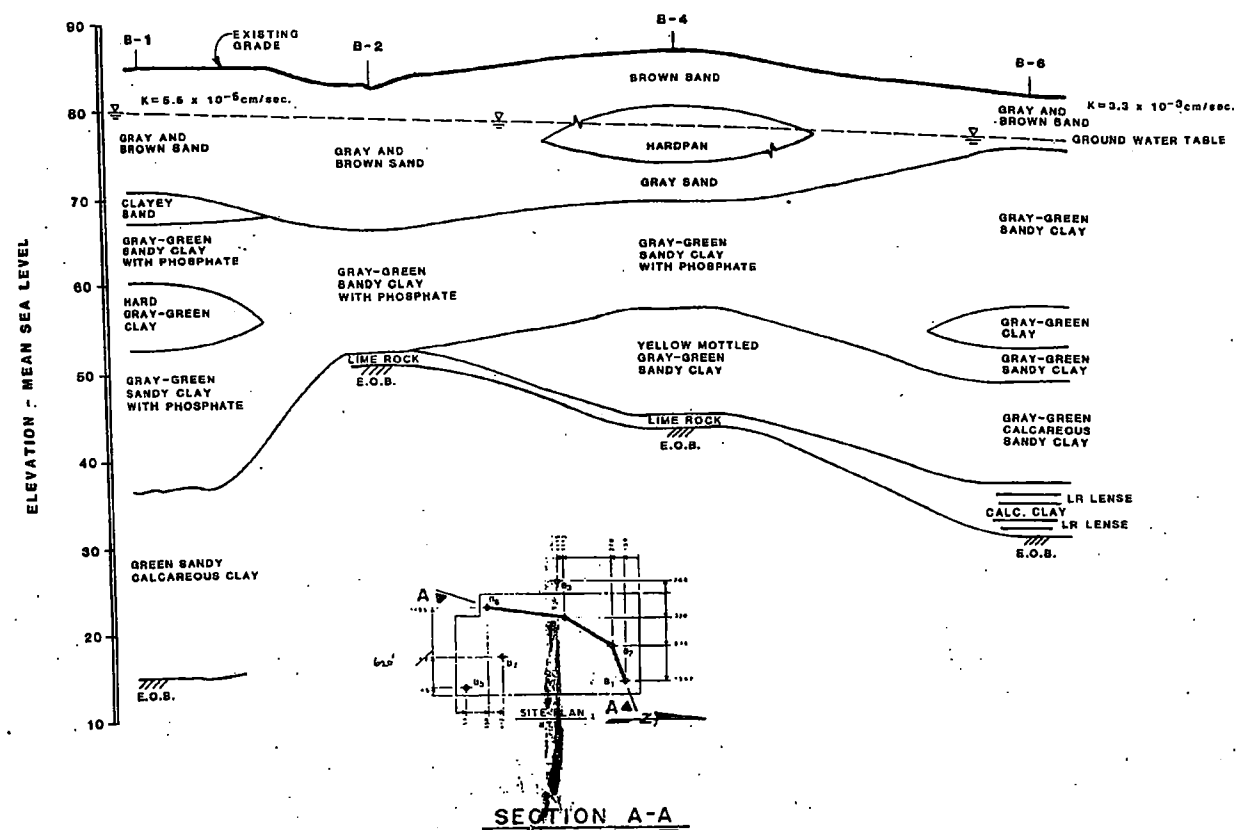 90
B-1
EXISTING
GRADE
B-2
B-4
B-6
BROWN SAND
K=5.5 x 10⁻⁵cm/sec.
GRAY AND
BROWN SAND
K=3.3 x 10⁻³cm/sec.
80
GROUND WATER TABLE
GRAY AND
BROWN SAND
GRAY AND
BROWN SAND
HARDPAN
GRAY SAND
70
CLAYEY
SAND
GRAY-GREEN
SANDY CLAY
GRAY-GREEN
SANDY CLAY
WITH PHOSPHATE
GRAY-GREEN
SANDY CLAY
WITH PHOSPHATE
GRAY-GREEN
SANDY CLAY
WITH PHOSPHATE
60
HARD
GRAY-GREEN
CLAY
GRAY-GREEN
CLAY
YELLOW MOTTLED
GRAY-GREEN
SANDY CLAY
LIME ROCK
E.O.B.
GRAY-GREEN
SANDY CLAY
50
GRAY-GREEN
SANDY CLAY
WITH PHOSPHATE
LIME ROCK
E.O.B.
GRAY-GREEN
CALCAREOUS
SANDY CLAY
40
LR LENSE
CALC. CLAY
LR LENSE
E.O.B.
30
GREEN SANDY
CALCAREOUS CLAY
20
E.O.B.
10
ELEVATION - MEAN SEA LEVEL
A
B3
620'
B2
B5
B1
A
SITE PLAN
SECTION A-A